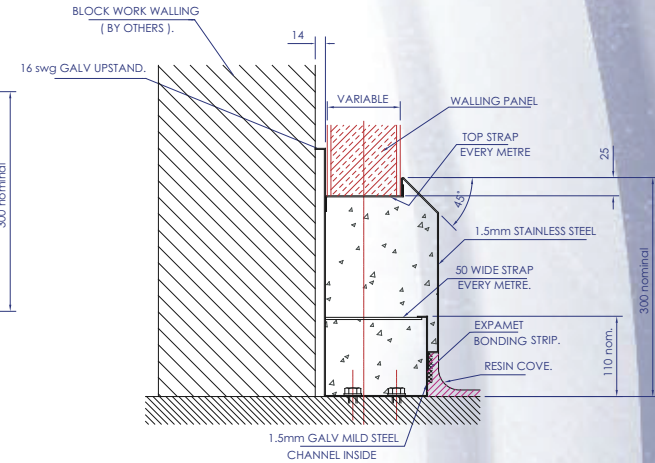 BLOCK WORK WALLING
( BY OTHERS ).
14
16 swg GALV UPSTAND.
VARIABLE
WALLING PANEL
TOP STRAP
EVERY METRE
25
45°
300 nominal
1.5mm STAINLESS STEEL
50 WIDE STRAP
EVERY METRE.
300 nominal
EXPAMET
BONDING STRIP.
110 nom.
RESIN COVE.
1.5mm GALV MILD STEEL
CHANNEL INSIDE